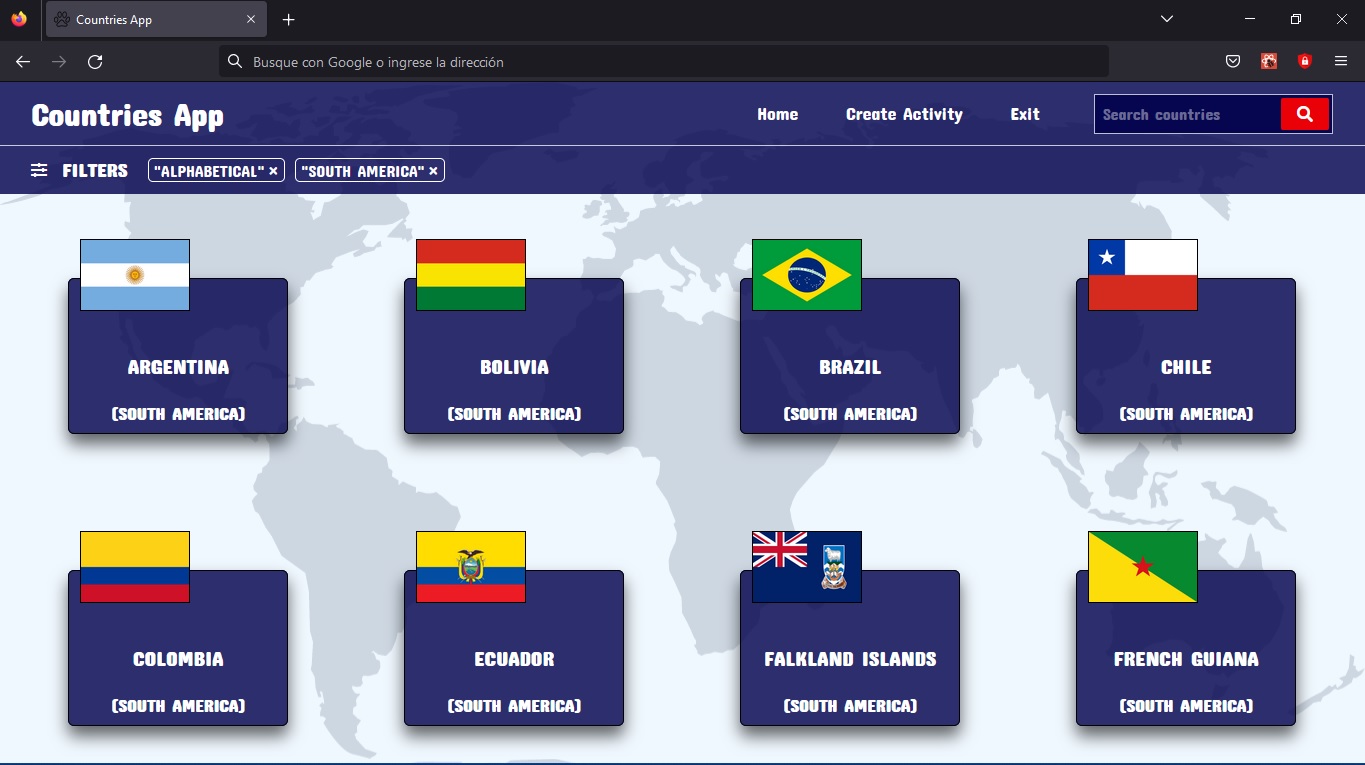 Countries App
Busque con Google o ingrese la dirección
Countries App
Home Create Activity Exit Search countries
FILTERS "ALPHABETICAL" × "SOUTH AMERICA" ×
ARGENTINA BOLIVIA BRAZIL CHILE
(SOUTH AMERICA) (SOUTH AMERICA) (SOUTH AMERICA) (SOUTH AMERICA)
COLOMBIA ECUADOR FALKLAND ISLANDS FRENCH GUIANA
(SOUTH AMERICA) (SOUTH AMERICA) (SOUTH AMERICA) (SOUTH AMERICA)